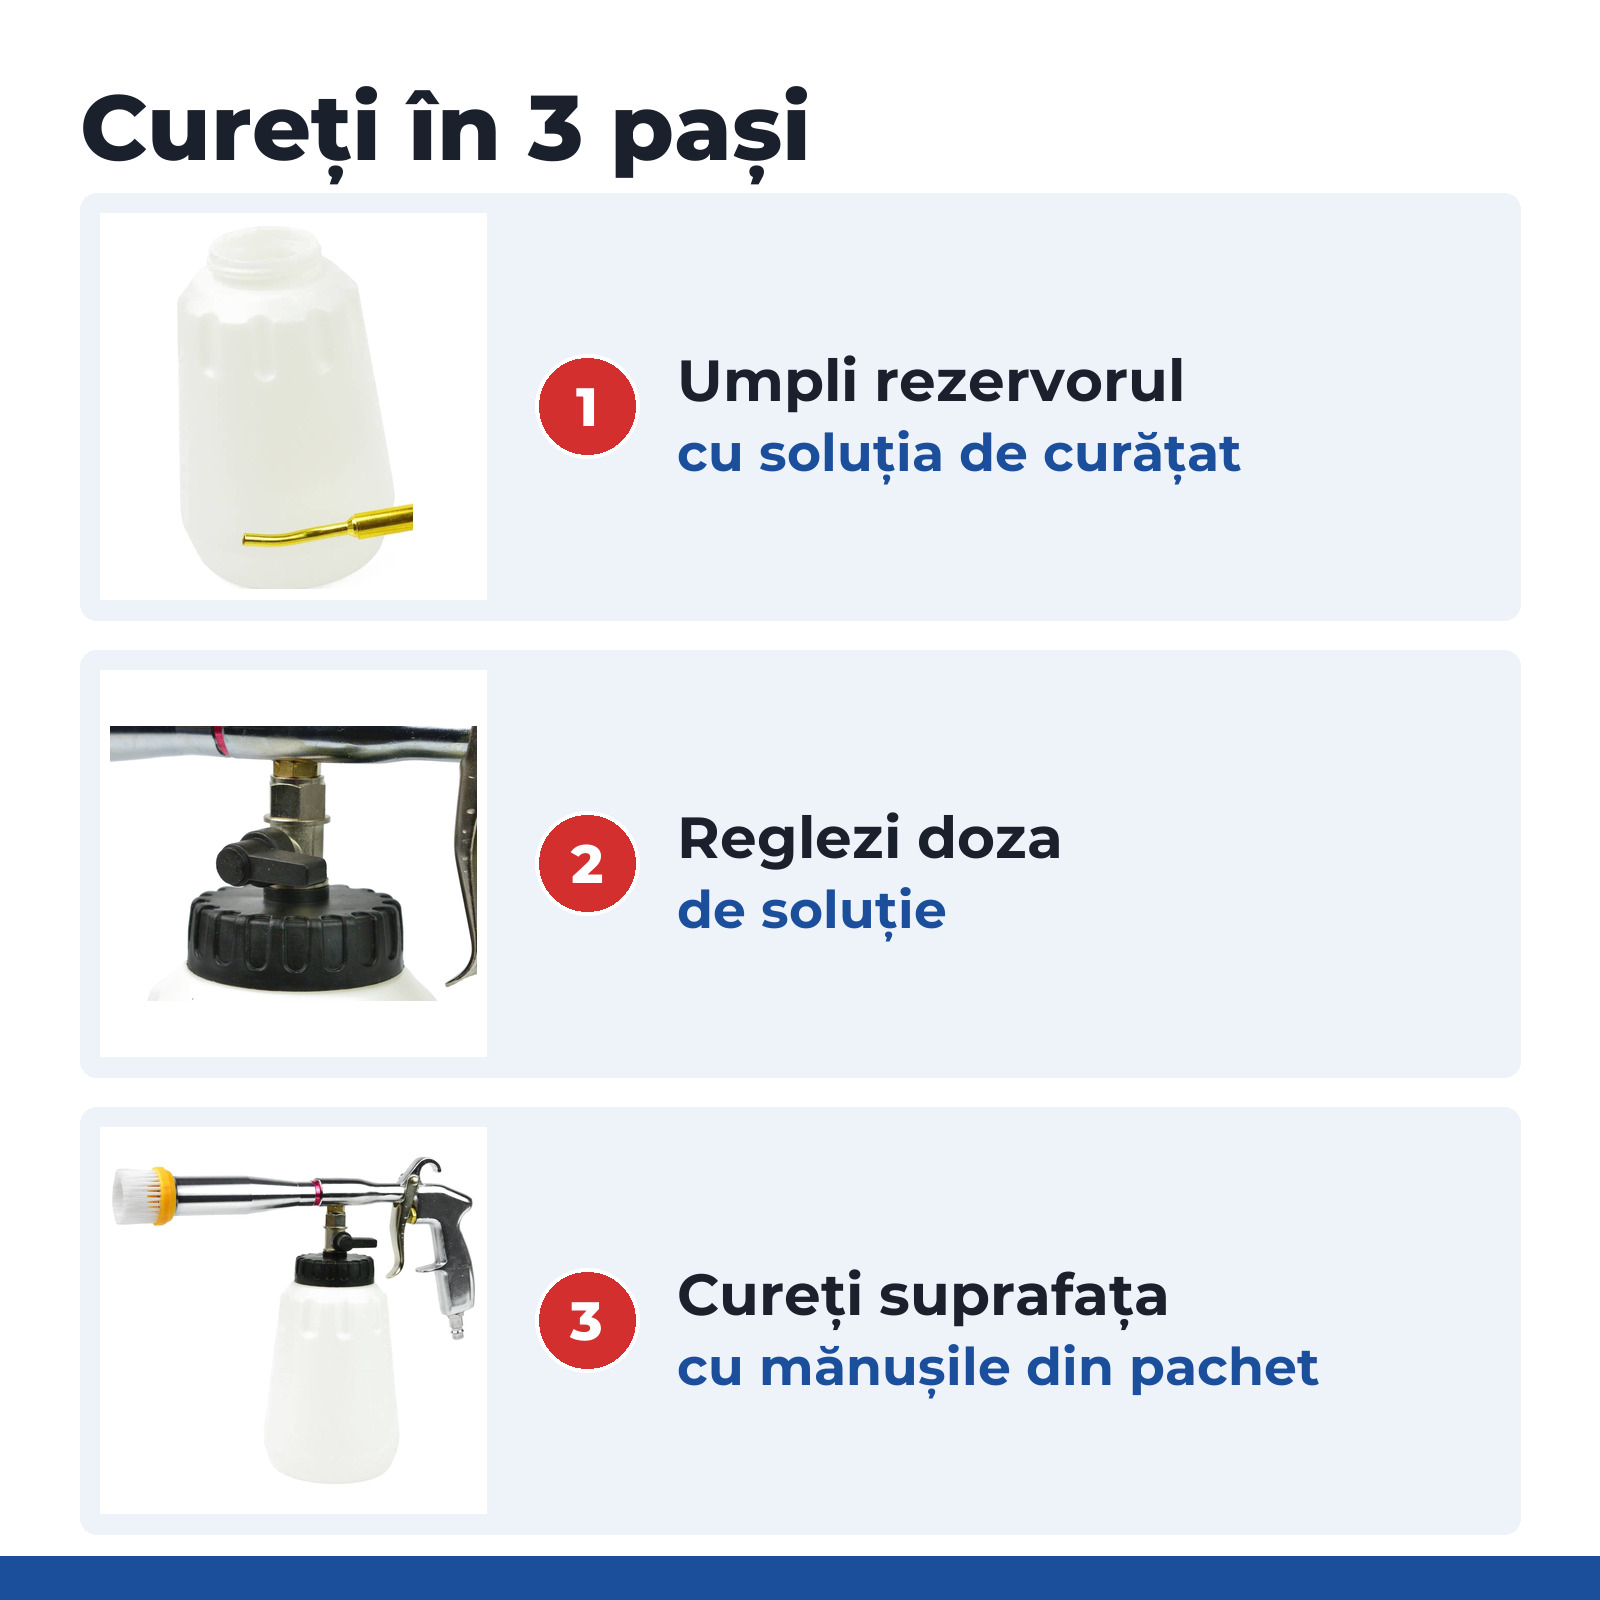 Cureți în 3 pași
1
Umpli rezervorul
cu soluția de curățat
2
Reglezi doza
de soluție
3
Cureți suprafața
cu mănușile din pachet